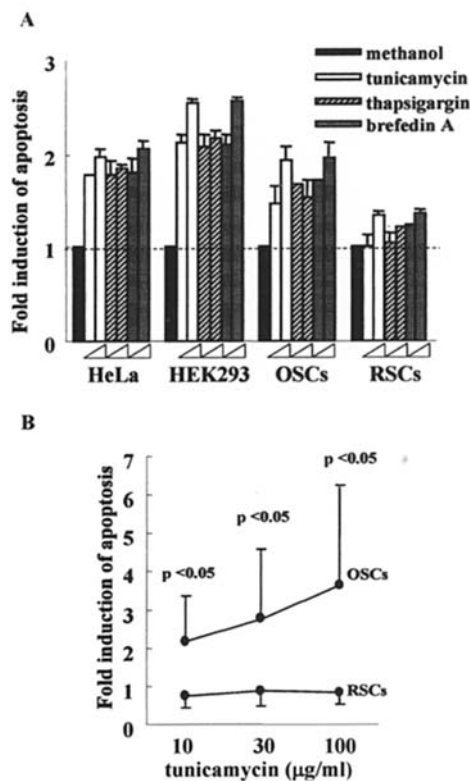 A
methanol
tunicamycin
thapsigargin
brefedin A
Fold induction of apoptosis
3
2
1
0
HeLa HEK293 OSCs RSCs
B
Fold induction of apoptosis
7
6
5
4
3
2
1
0
p <0.05
p <0.05
p <0.05
OSCs
RSCs
10 30 100
tunicamycin (µg/ml)